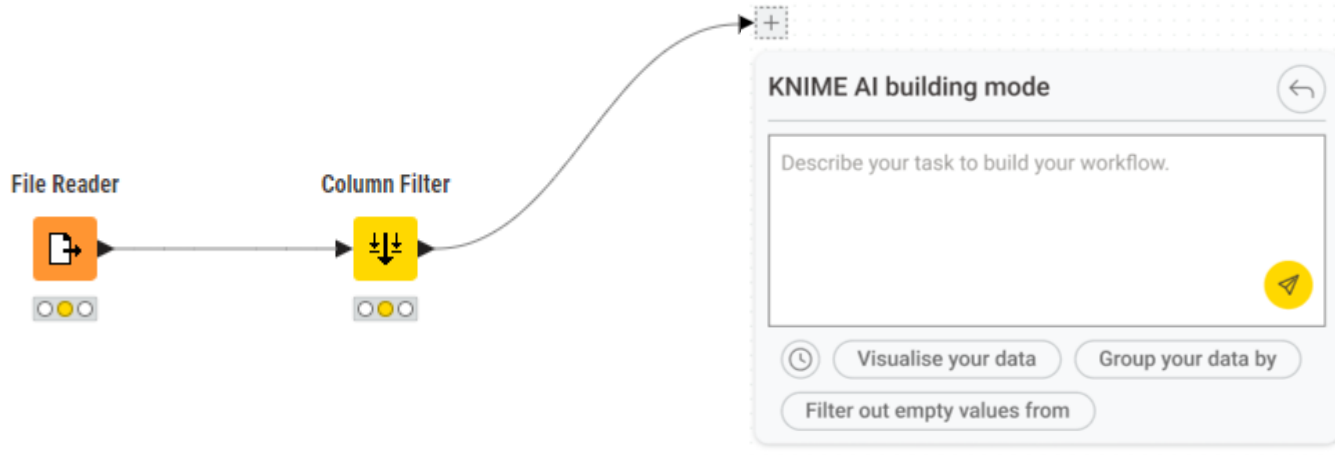 KNIME AI building mode
Describe your task to build your workflow.
File Reader
Column Filter
Visualise your data
Group your data by
Filter out empty values from